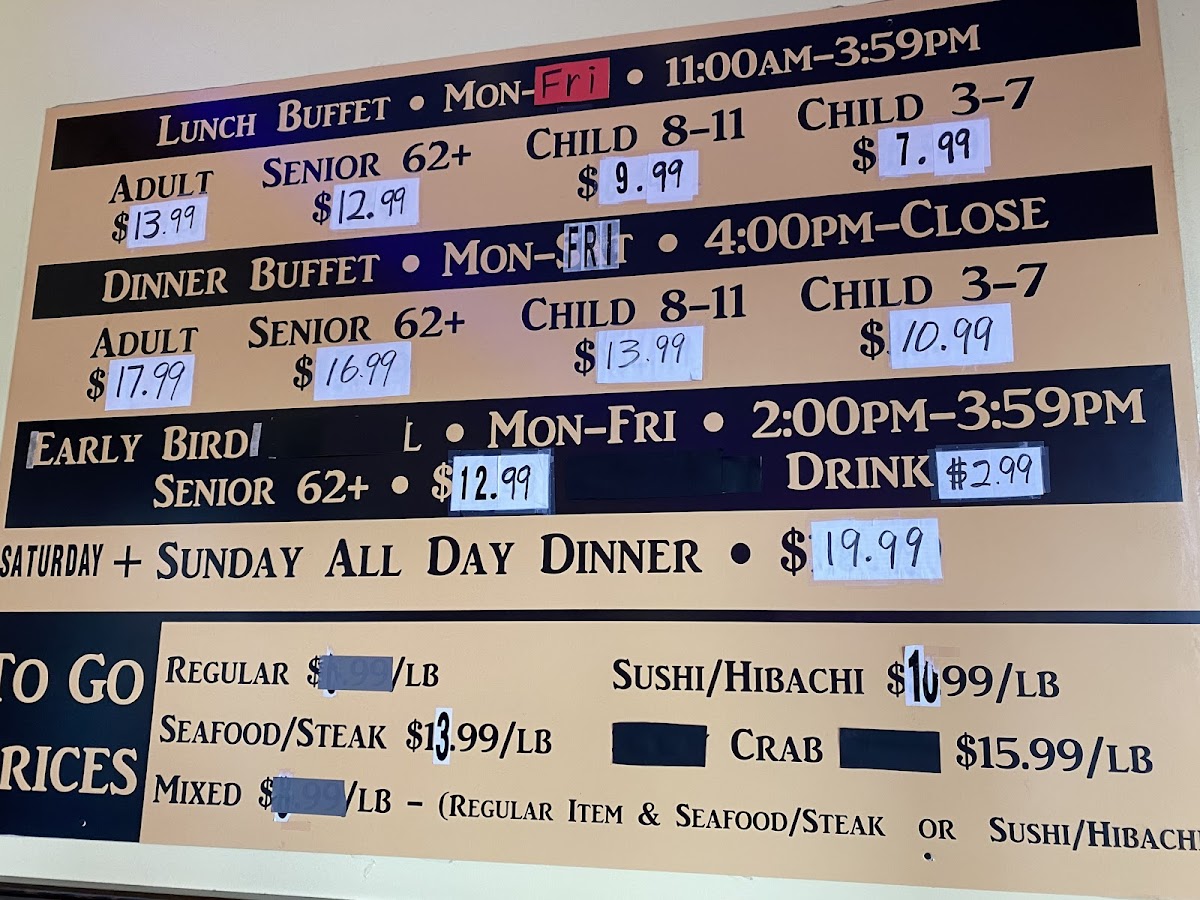 LUNCH BUFFET • MON-Fri • 11:00AM-3:59PM
ADULT SENIOR 62+ CHILD 8-11 CHILD 3-7
$13.99 $12.99 $9.99 $7.99
DINNER BUFFET • MON-FRI • 4:00PM-CLOSE
ADULT SENIOR 62+ CHILD 8-11 CHILD 3-7
$17.99 $16.99 $13.99 $10.99
EARLY BIRD L • MON-FRI • 2:00PM-3:59PM
SENIOR 62+ • $12.99 DRINK $2.99
SATURDAY + SUNDAY ALL DAY DINNER • $19.99
TO GO
PRICES
REGULAR $ /LB SUSHI/HIBACHI $10.99/LB
SEAFOOD/STEAK $13.99/LB CRAB $15.99/LB
MIXED $ /LB - (REGULAR ITEM & SEAFOOD/STEAK OR SUSHI/HIBACHI